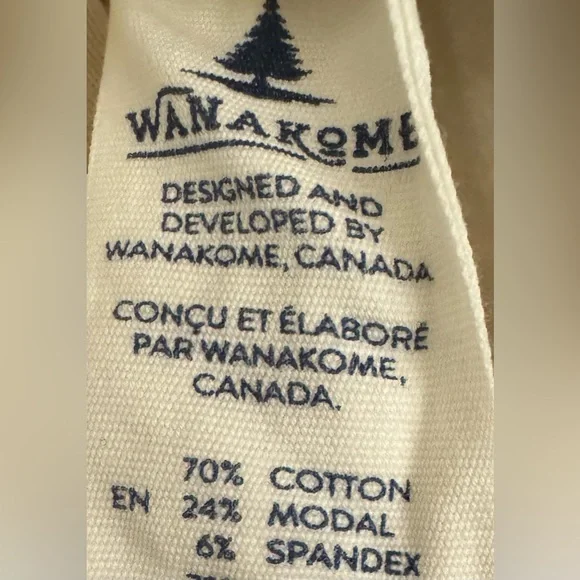 WANAKOME
DESIGNED AND
DEVELOPED BY
WANAKOME, CANADA
CONÇU ET ÉLABORÉ
PAR WANAKOME,
CANADA.
70% COTTON
EN 24% MODAL
6% SPANDEX